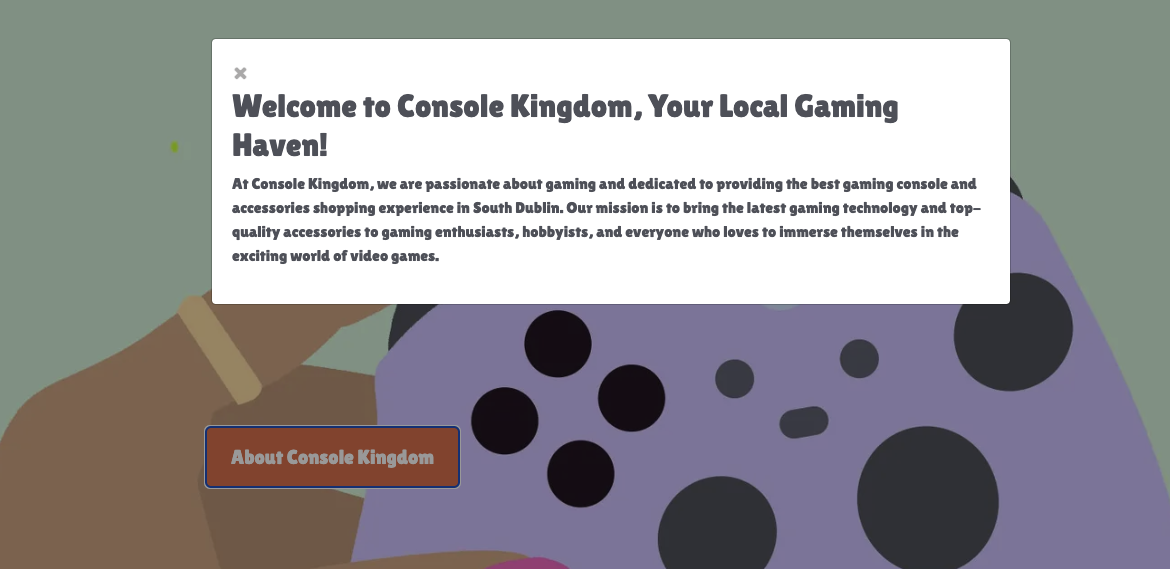 ×
Welcome to Console Kingdom, Your Local Gaming
Haven!
At Console Kingdom, we are passionate about gaming and dedicated to providing the best gaming console and
accessories shopping experience in South Dublin. Our mission is to bring the latest gaming technology and top-
quality accessories to gaming enthusiasts, hobbyists, and everyone who loves to immerse themselves in the
exciting world of video games.
About Console Kingdom